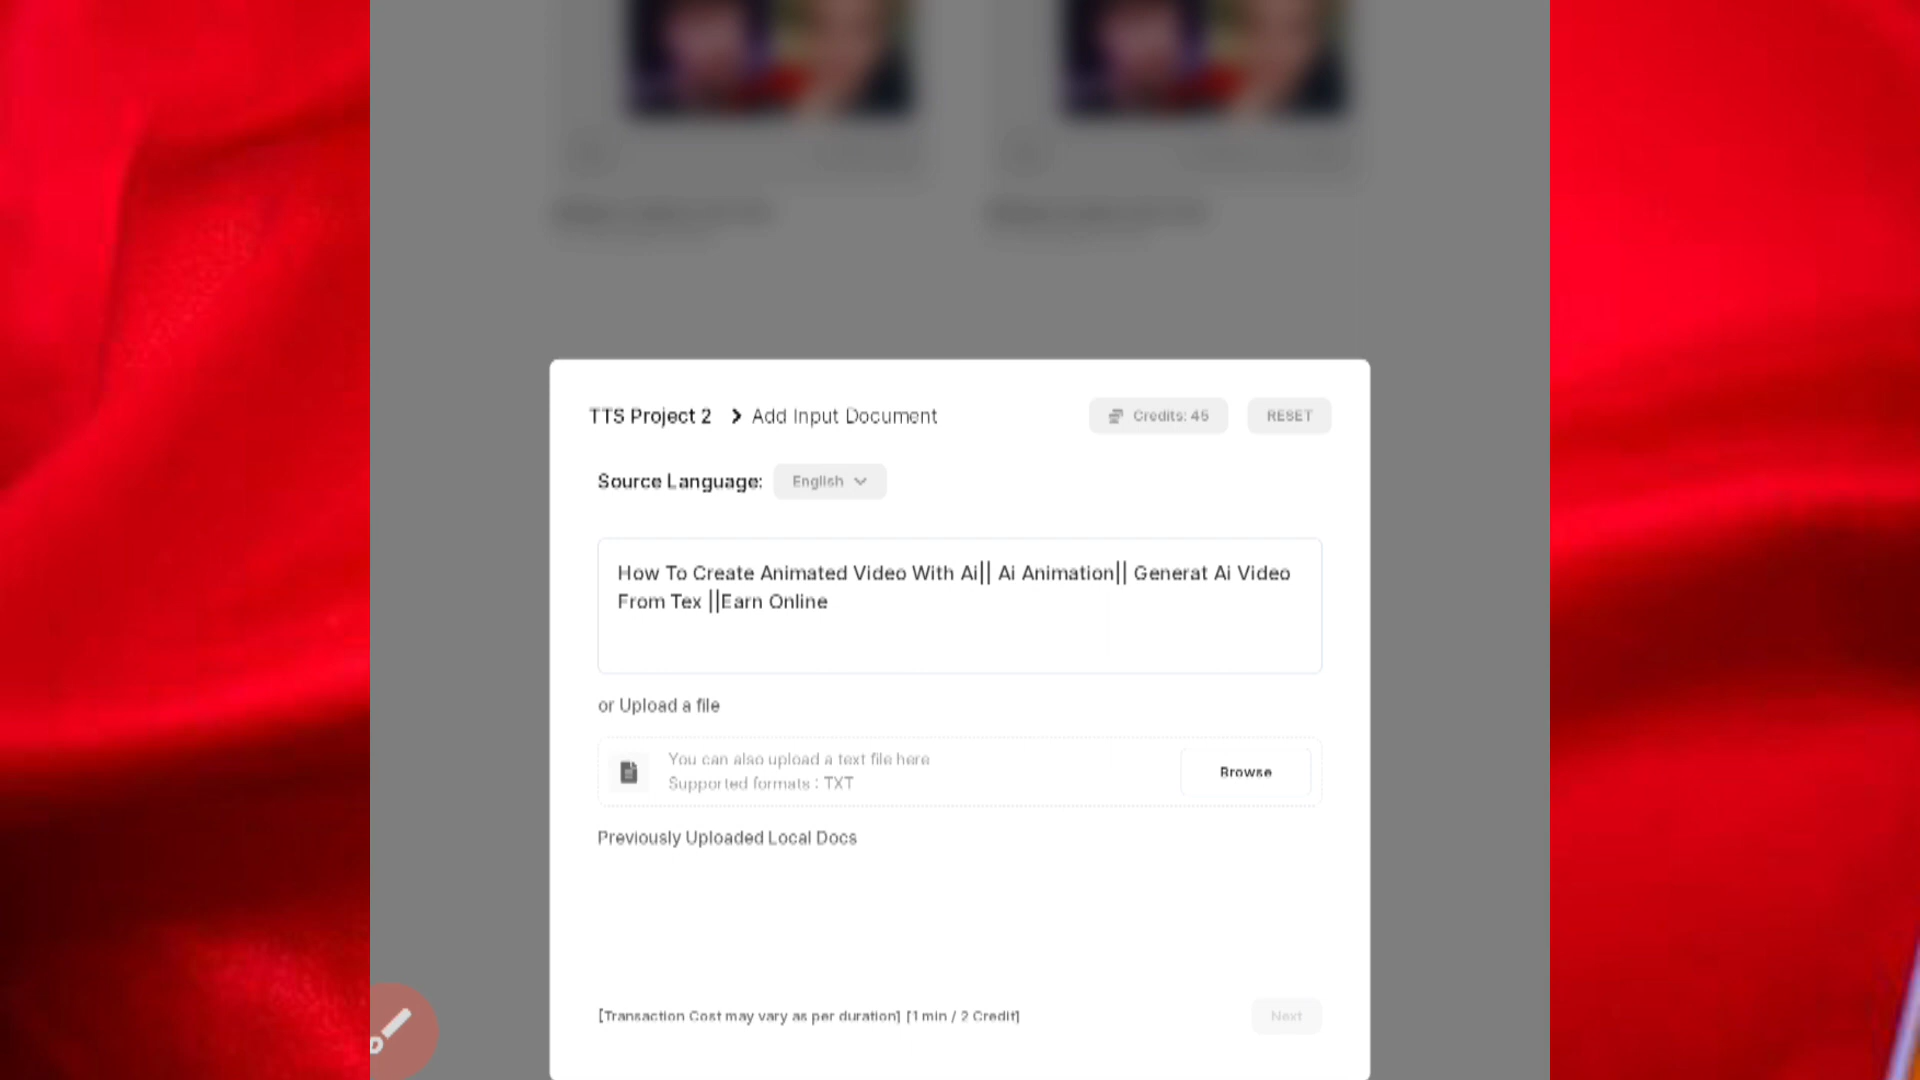 TTS Project 2 > Add Input Document
Credits: 45
RESET
Source Language: English
How To Create Animated Video With Ai|| Ai Animation|| Generat Ai Video
From Tex ||Earn Online
or Upload a file
You can also upload a text file here
Supported formats : TXT
Browse
Previously Uploaded Local Docs
[Transaction Cost may vary as per duration] [1 min / 2 Credit]
Next